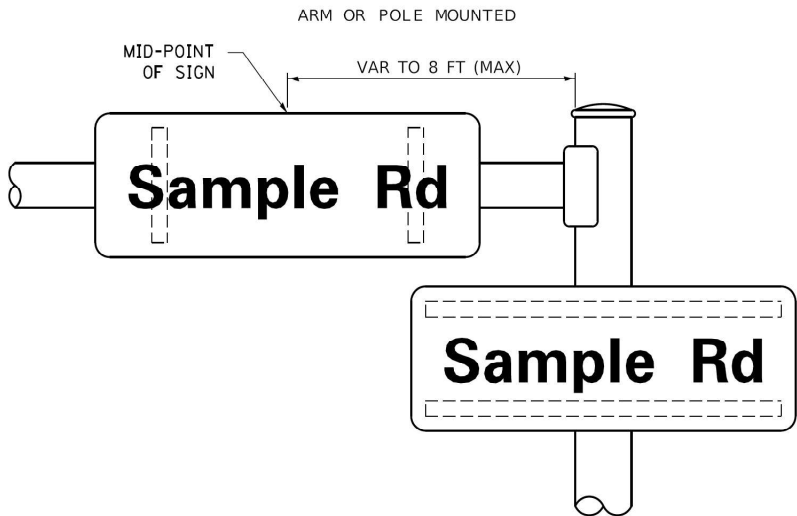 ARM OR POLE MOUNTED
MID-POINT
OF SIGN
VAR TO 8 FT (MAX)
Sample Rd
Sample Rd